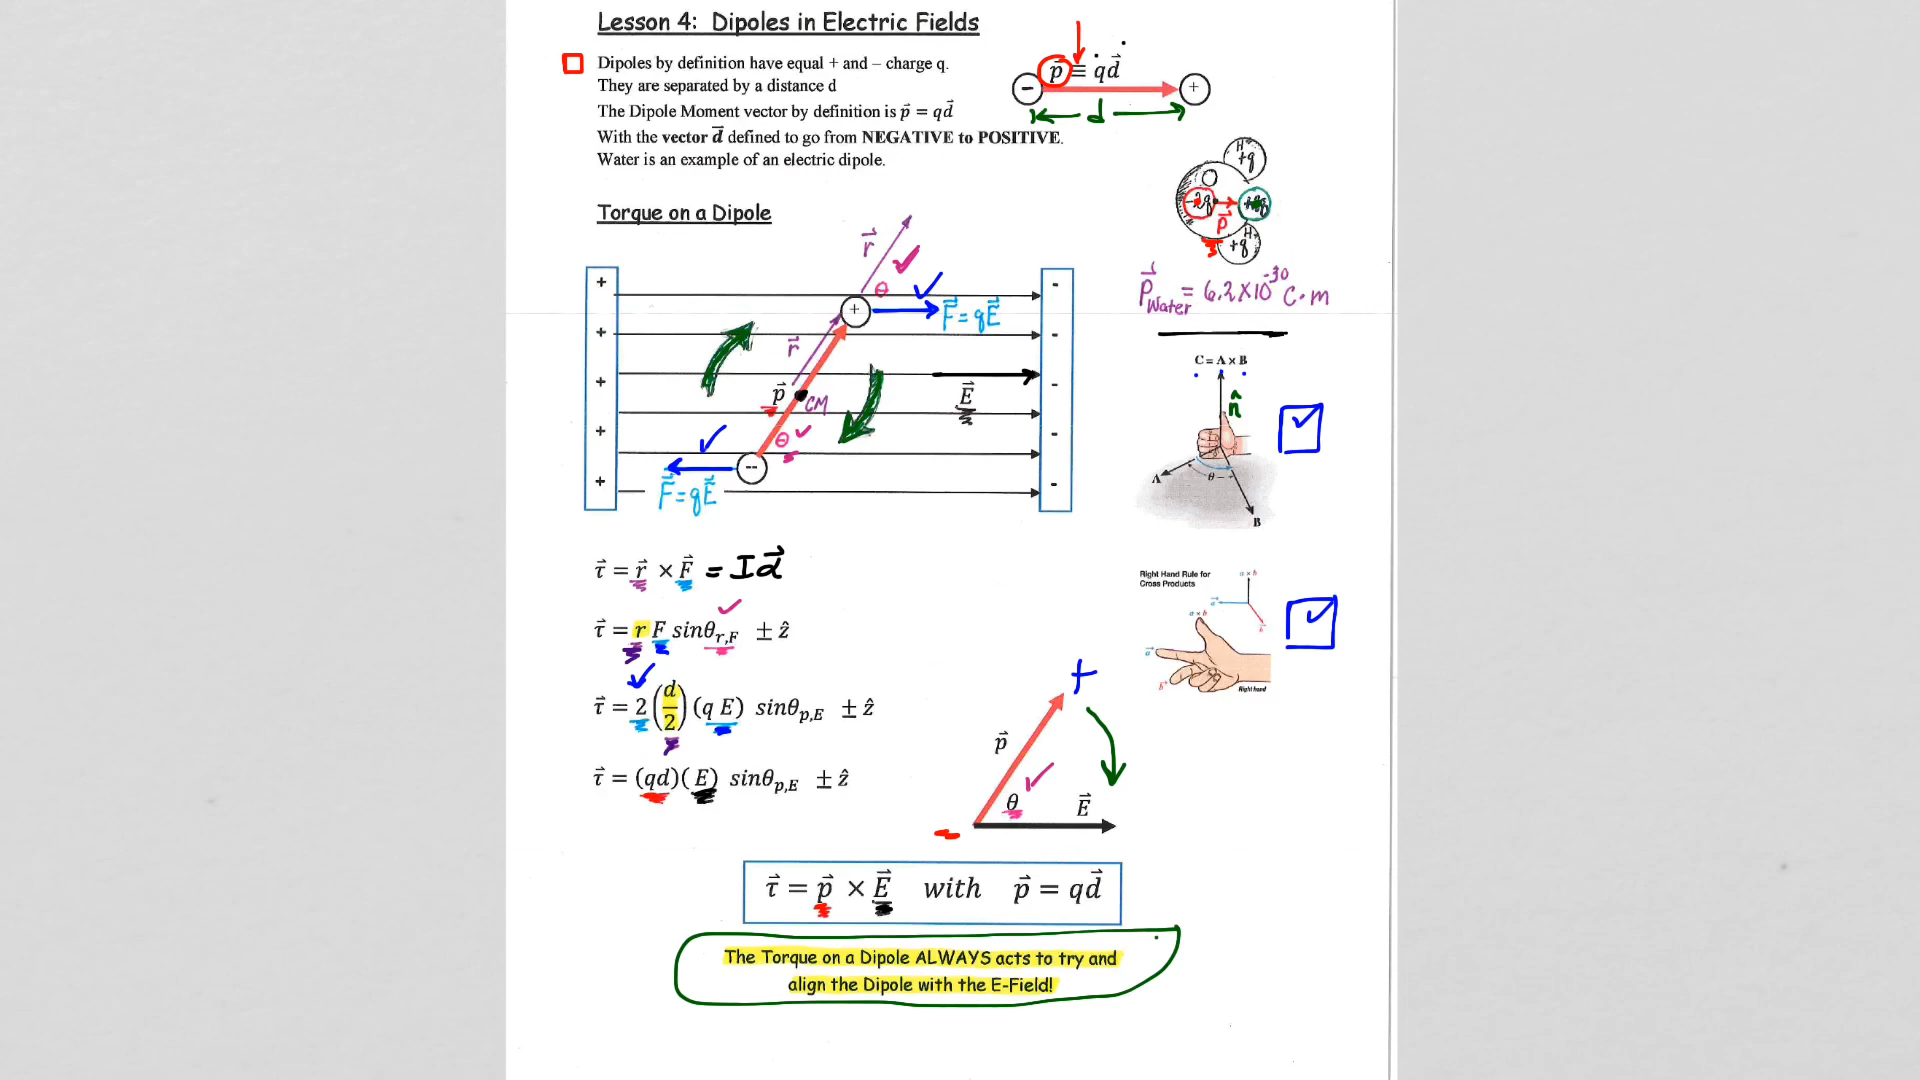 Lesson 4: Dipoles in Electric Fields
Dipoles by definition have equal + and – charge q.
They are separated by a distance d
The Dipole Moment vector by definition is p⃗ = qd⃗
With the vector d⃗ defined to go from NEGATIVE to POSITIVE.
Water is an example of an electric dipole.
p⃗ ≡ qd⃗
- +
d
H+
+q
-2q
P⃗
H+
+q
P⃗Water = 6.2×10^-30 C·m
Torque on a Dipole
r⃗
θ
+ -
+ F⃗=qE⃗
+ -
r⃗
+ -
p⃗ CM E⃗
+ -
θ
--
+ -
F⃗=qE⃗
C = A × B
n̂
A θ
B
τ⃗ = r⃗ × F⃗ = Iα⃗
τ⃗ = r F sinθr,F ± ẑ
τ⃗ = 2(d/2)(q E) sinθp,E ± ẑ
τ⃗ = (qd)(E) sinθp,E ± ẑ
Right Hand Rule for
Cross Products
a × b
a⃗
b⃗
a × b
a⃗
b⃗
Right hand
+
p⃗
θ E⃗
-
τ⃗ = p⃗ × E⃗ with p⃗ = qd⃗
The Torque on a Dipole ALWAYS acts to try and
align the Dipole with the E-Field!